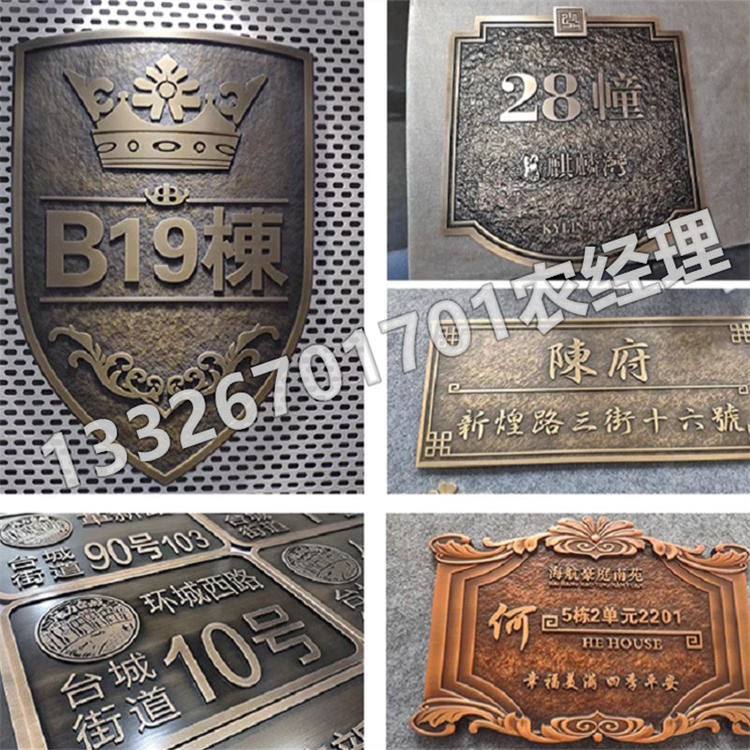 B19棟
28幢
麒麟灣
陳府
新煌路三街十六號
13326701701农经理
90号103
台城
街道
环城西路
台城
街道
10号
海航豪庭南苑
何
5栋2单元2201
HE HOUSE
幸福美满 四季平安